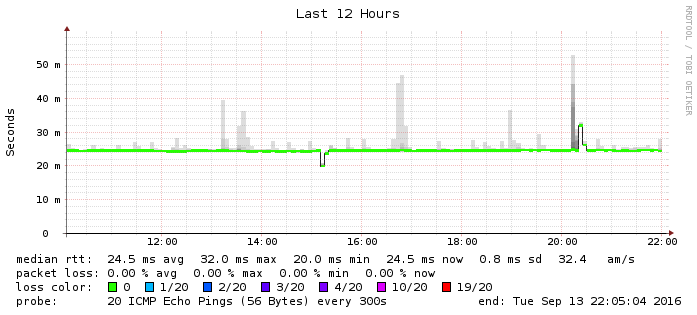 Last 12 Hours
RRDTOOL / TOBI OETIKER
Seconds
50 m
40 m
30 m
20 m
10 m
0
12:00 14:00 16:00 18:00 20:00 22:00
median rtt: 24.5 ms avg 32.0 ms max 20.0 ms min 24.5 ms now 0.8 ms sd 32.4 am/s
packet loss: 0.00 % avg 0.00 % max 0.00 % min 0.00 % now
loss color: 0 1/20 2/20 3/20 4/20 10/20 19/20
probe: 20 ICMP Echo Pings (56 Bytes) every 300s end: Tue Sep 13 22:05:04 2016